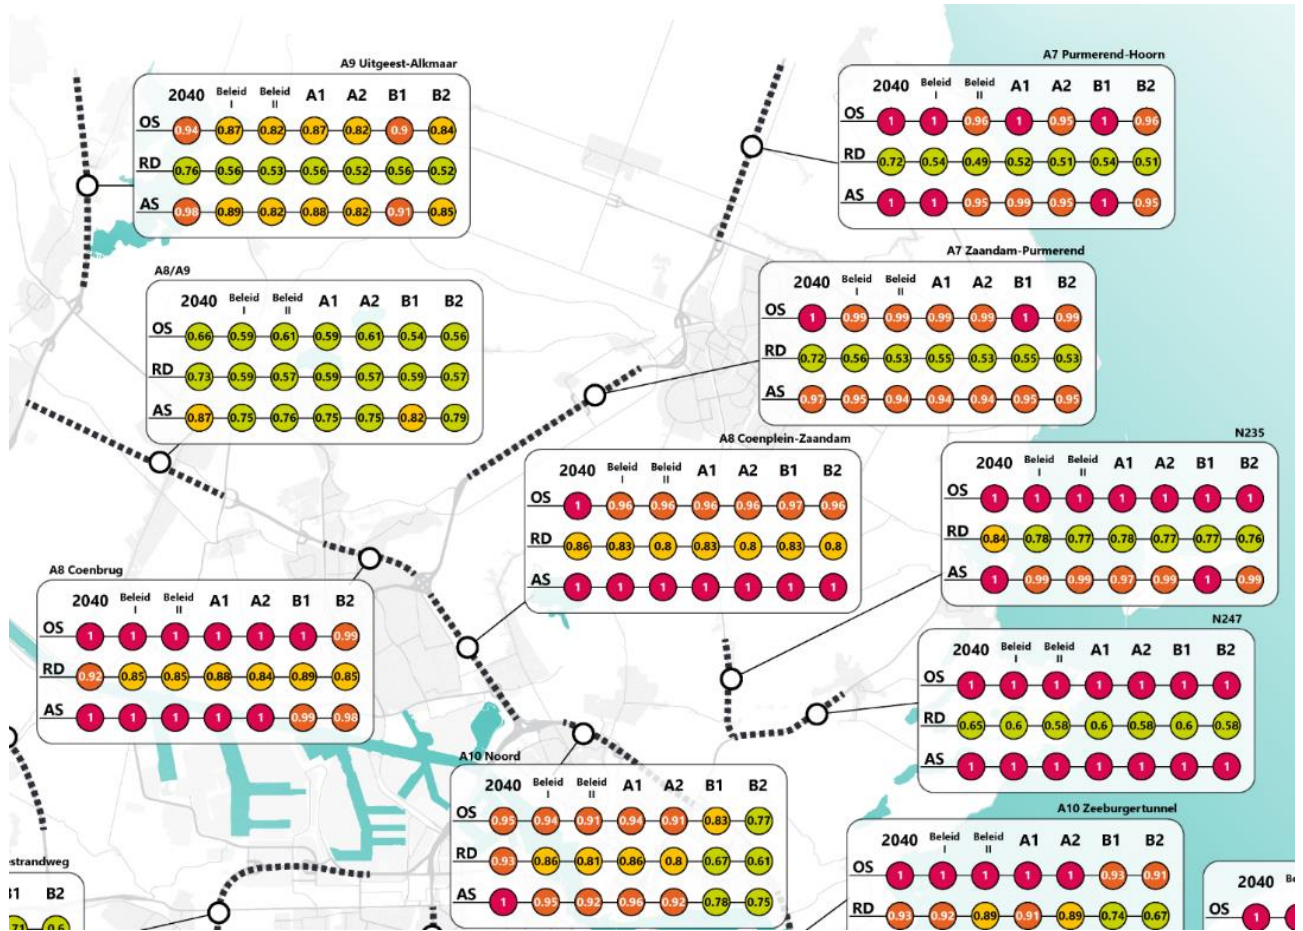 A9 Uitgeest-Alkmaar
2040 Beleid I Beleid II A1 A2 B1 B2
OS 0.94 0.87 0.82 0.87 0.82 0.9 0.84
RD 0.76 0.56 0.53 0.56 0.52 0.56 0.52
AS 0.98 0.89 0.82 0.88 0.82 0.91 0.85
A7 Purmerend-Hoorn
2040 Beleid I Beleid II A1 A2 B1 B2
OS 1 1 0.96 1 0.95 1 0.96
RD 0.72 0.54 0.49 0.52 0.51 0.54 0.51
AS 1 1 0.95 0.99 0.95 1 0.95
A8/A9
2040 Beleid I Beleid II A1 A2 B1 B2
OS 0.66 0.59 0.61 0.59 0.61 0.54 0.56
RD 0.73 0.59 0.57 0.59 0.57 0.59 0.57
AS 0.87 0.75 0.76 0.75 0.75 0.82 0.79
A7 Zaandam-Purmerend
2040 Beleid I Beleid II A1 A2 B1 B2
OS 1 0.99 0.99 0.99 0.99 1 0.99
RD 0.72 0.56 0.53 0.55 0.53 0.55 0.53
AS 0.97 0.95 0.94 0.94 0.94 0.95 0.95
A8 Coenplein-Zaandam
2040 Beleid I Beleid II A1 A2 B1 B2
OS 1 0.96 0.96 0.96 0.96 0.97 0.96
RD 0.86 0.83 0.8 0.83 0.8 0.83 0.8
AS 1 1 1 1 1 1 1
N235
2040 Beleid I Beleid II A1 A2 B1 B2
OS 1 1 1 1 1 1 1
RD 0.84 0.78 0.77 0.78 0.77 0.77 0.76
AS 1 0.99 0.99 0.97 0.99 1 0.99
A8 Coenbrug
2040 Beleid I Beleid II A1 A2 B1 B2
OS 1 1 1 1 1 1 0.99
RD 0.92 0.85 0.85 0.88 0.84 0.89 0.85
AS 1 1 1 1 1 0.99 0.98
N247
2040 Beleid I Beleid II A1 A2 B1 B2
OS 1 1 1 1 1 1 1
RD 0.65 0.6 0.58 0.6 0.58 0.6 0.58
AS 1 1 1 1 1 1 1
A10 Noord
2040 Beleid I Beleid II A1 A2 B1 B2
OS 0.95 0.94 0.91 0.94 0.91 0.83 0.77
RD 0.93 0.86 0.81 0.86 0.8 0.67 0.61
AS 1 0.95 0.92 0.96 0.92 0.78 0.75
A10 Zeeburgertunnel
2040 Beleid I Beleid II A1 A2 B1 B2
OS 1 1 1 1 1 0.93 0.91
RD 0.93 0.92 0.89 0.91 0.89 0.74 0.67
estrandweg
B1 B2
71 0.6
2040 Be
OS 1 1